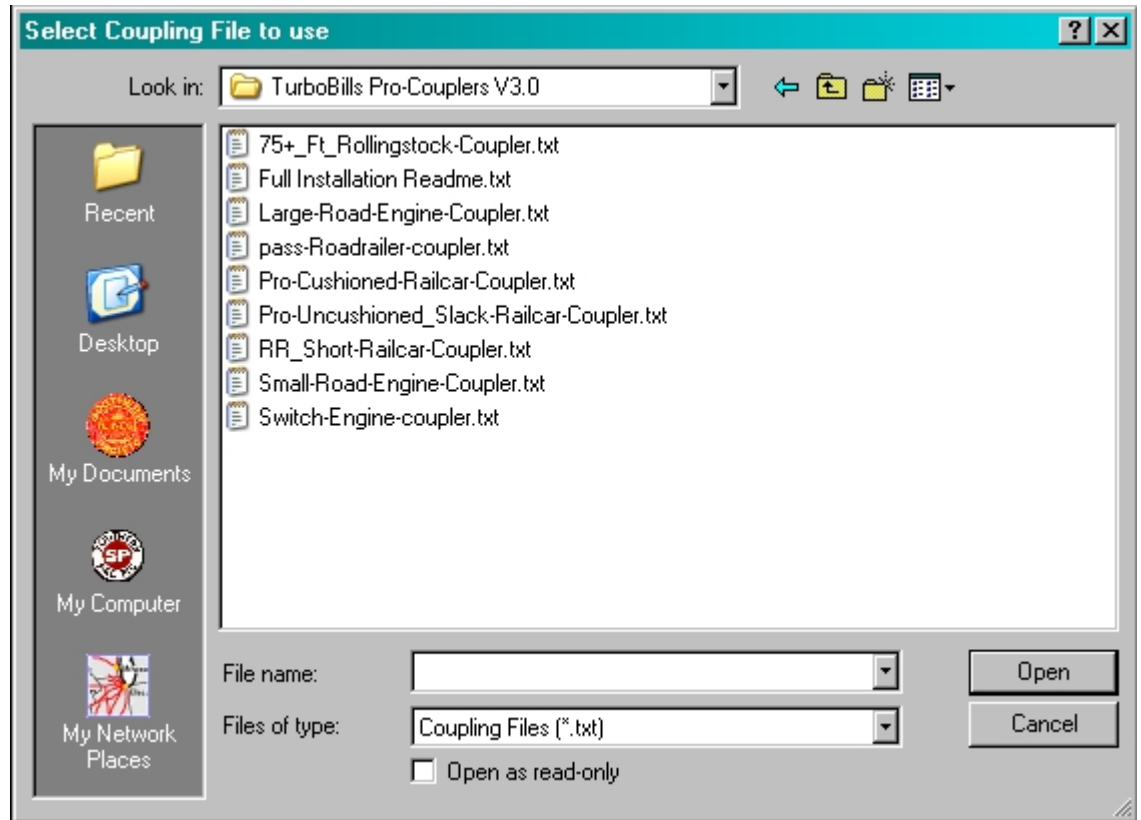 Select Coupling File to use
Look in:
TurboBills Pro-Couplers V3.0
Recent
Desktop
My Documents
SP
My Computer
My Network
Places
75+_Ft_Rollingstock-Coupler.txt
Full Installation Readme.txt
Large-Road-Engine-Coupler.txt
pass-Roadrailer-coupler.txt
Pro-Cushioned-Railcar-Coupler.txt
Pro-Uncushioned_Slack-Railcar-Coupler.txt
RR_Short-Railcar-Coupler.txt
Small-Road-Engine-Coupler.txt
Switch-Engine-coupler.txt
File name:
Open
Files of type:
Coupling Files (*.txt)
Cancel
Open as read-only